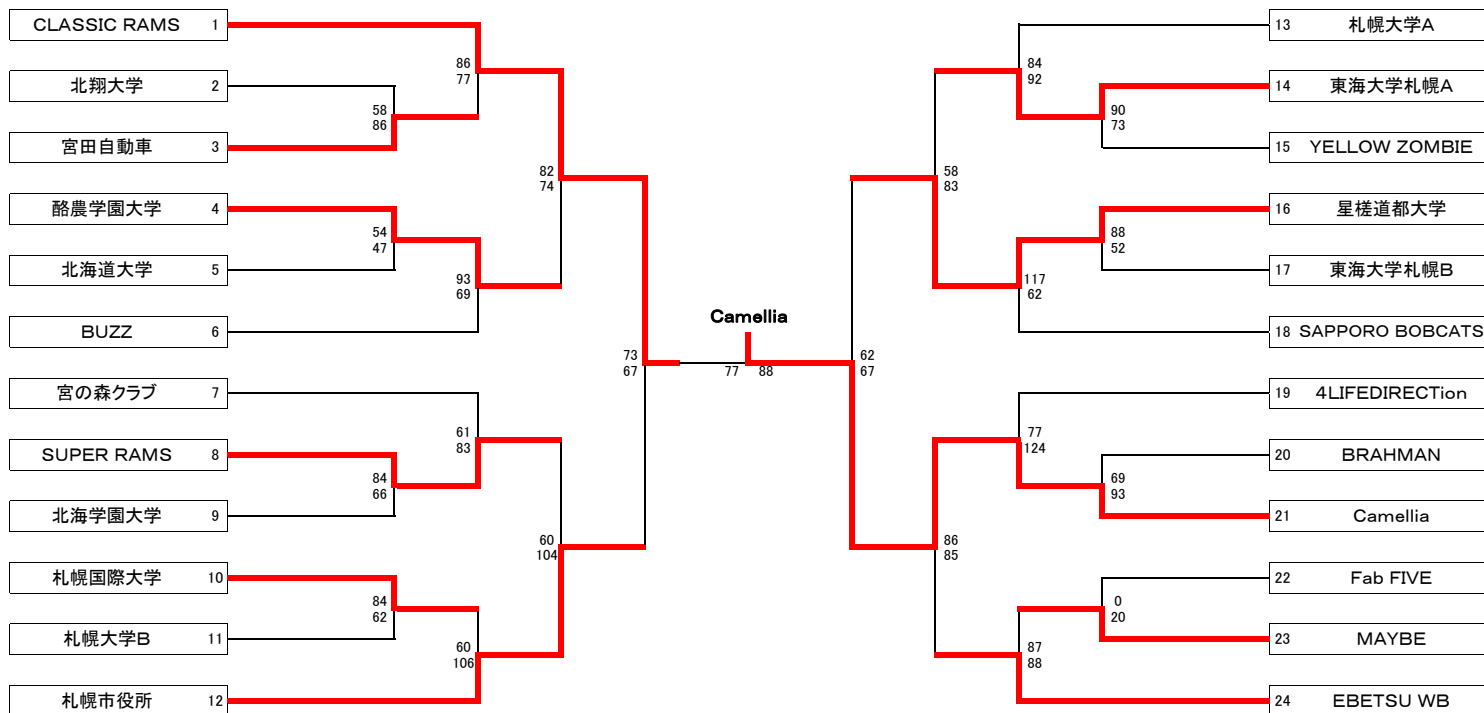 CLASSIC RAMS 1
北翔大学 2
宮田自動車 3
酪農学園大学 4
北海道大学 5
BUZZ 6
宮の森クラブ 7
SUPER RAMS 8
北海学園大学 9
札幌国際大学 10
札幌大学B 11
札幌市役所 12
86
77
58
86
54
47
93
69
82
74
61
83
84
66
84
62
60
106
60
104
73
67
Camellia
77 88
62
67
58
83
84
92
90
73
88
52
117
62
77
124
69
93
86
85
0
20
87
88
13 札幌大学A
14 東海大学札幌A
15 YELLOW ZOMBIE
16 星槎道都大学
17 東海大学札幌B
18 SAPPORO BOBCATS
19 4LIFEDIRECTion
20 BRAHMAN
21 Camellia
22 Fab FIVE
23 MAYBE
24 EBETSU WB